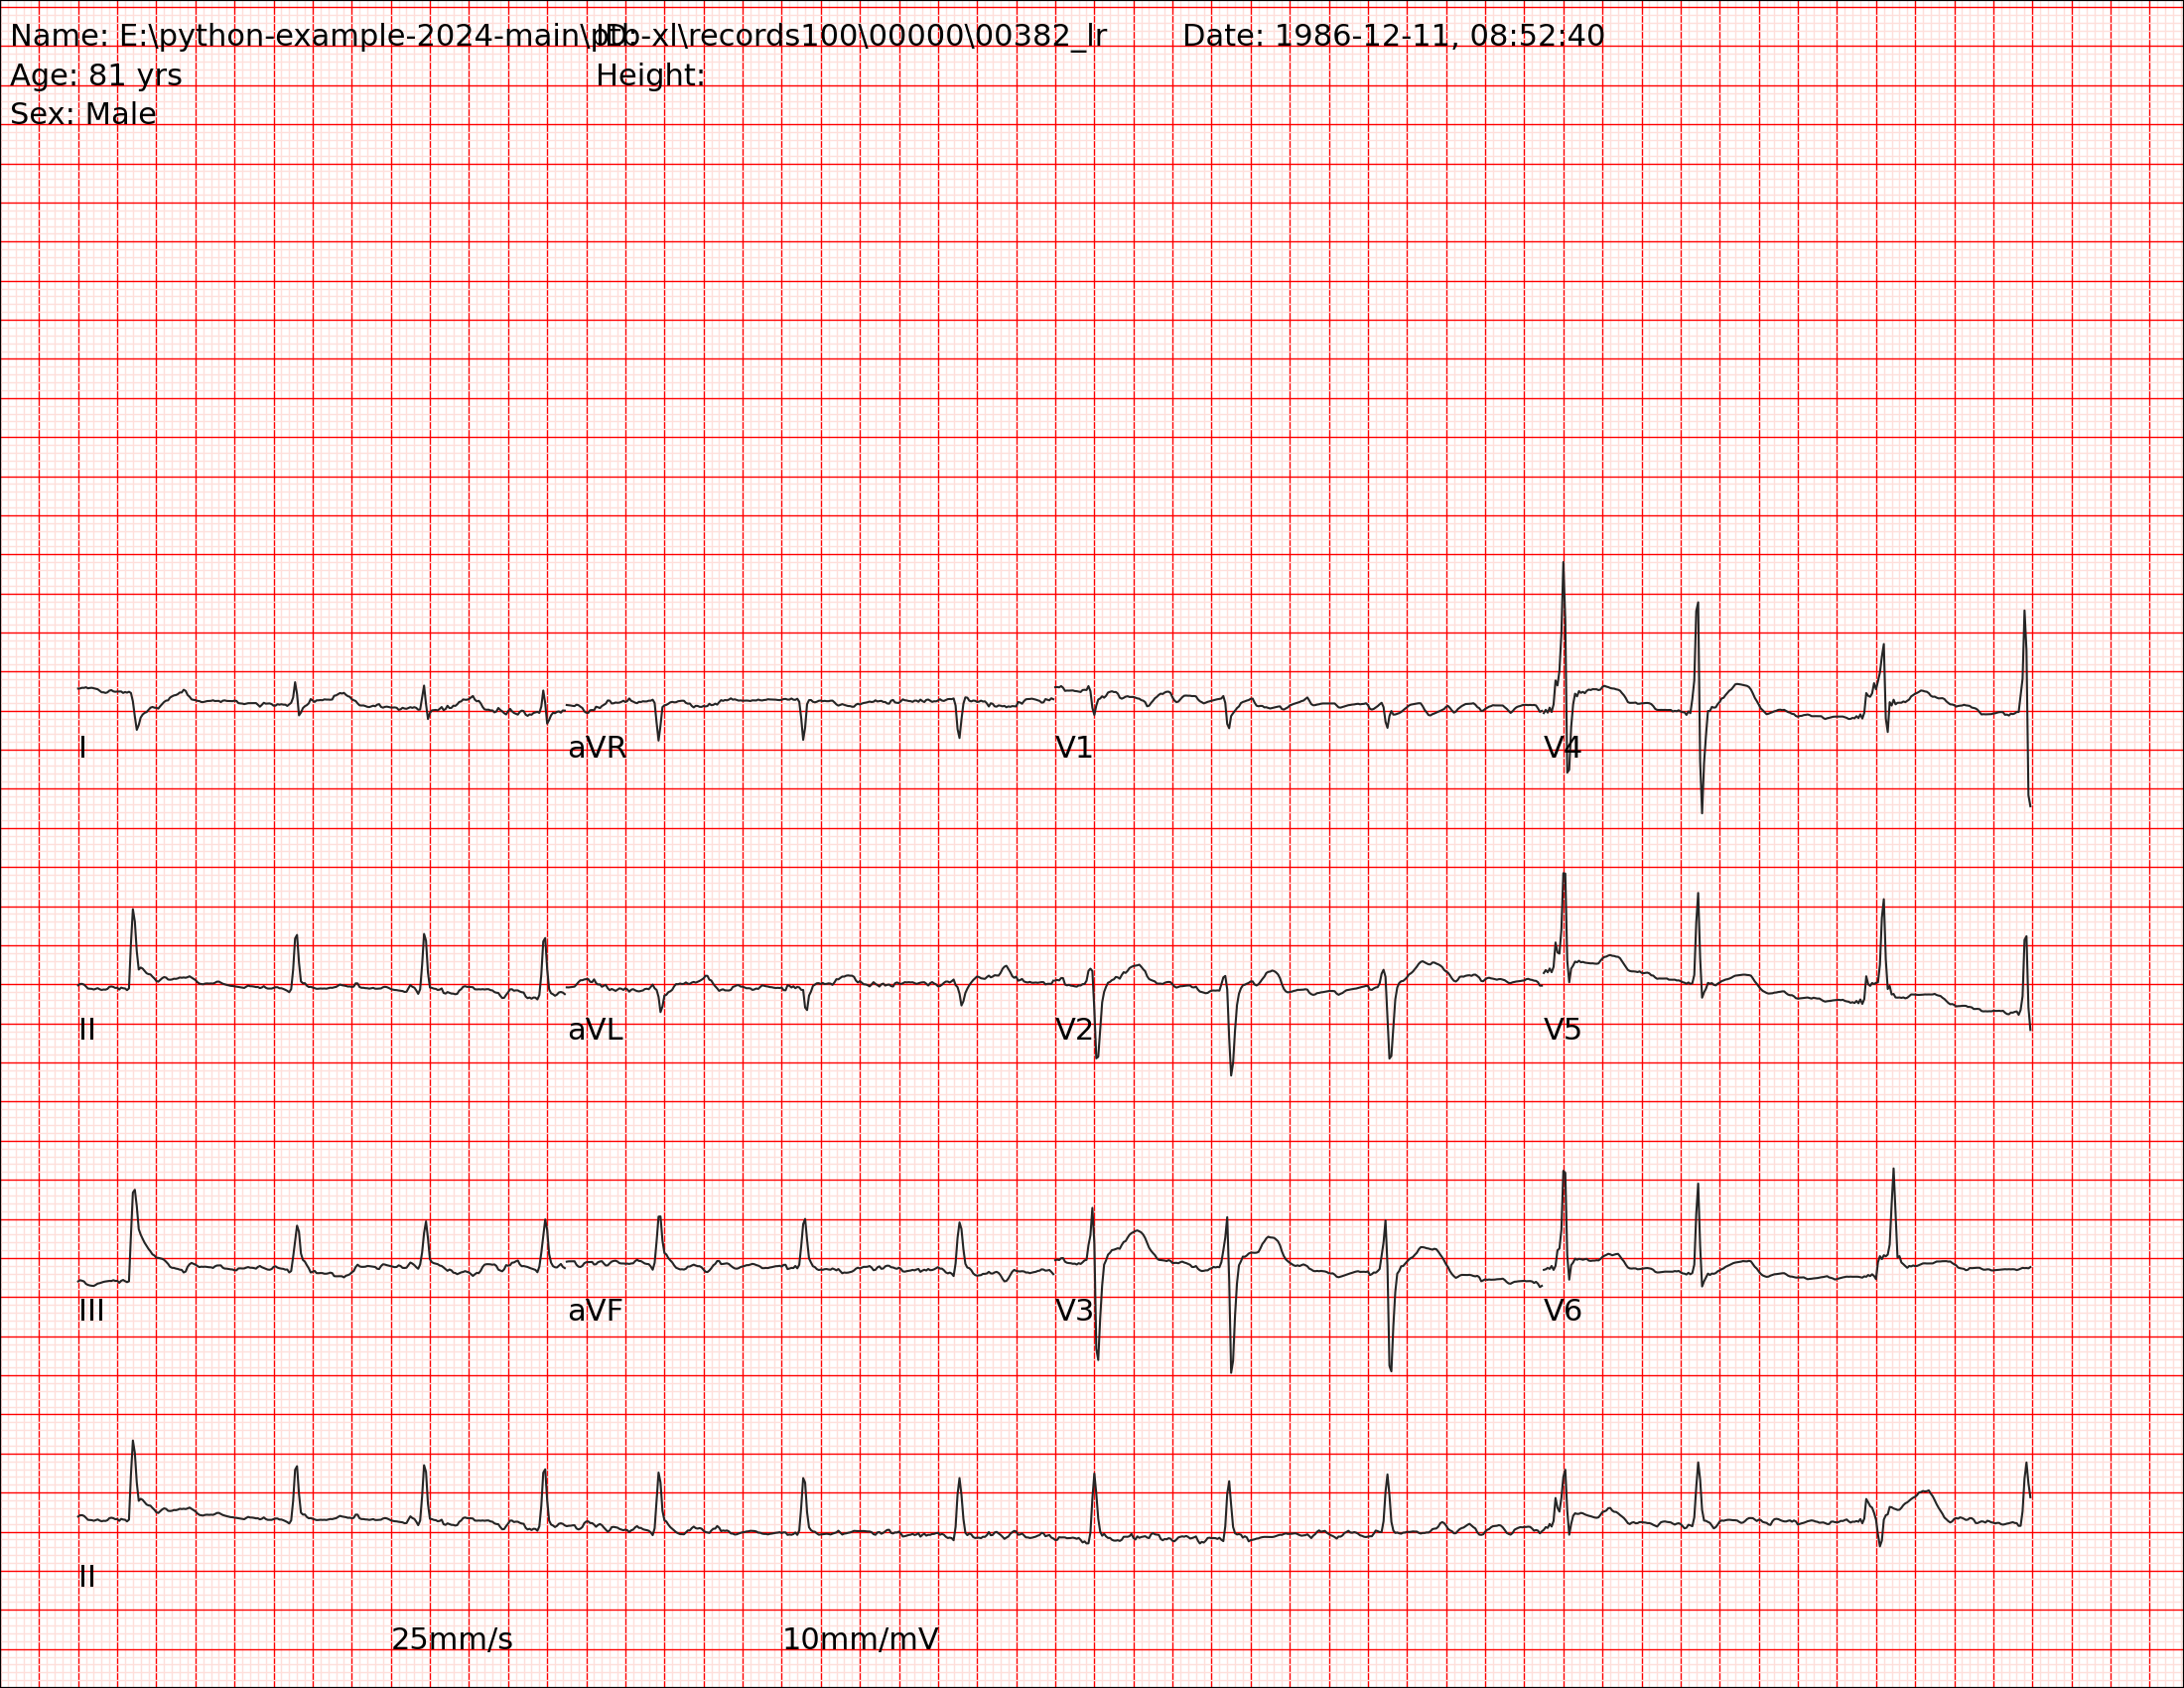 Name: E:\python-example-2024-main\ptb-xl\records100\00000\00382_lr ID: Date: 1986-12-11, 08:52:40
Age: 81 yrs Height:
Sex: Male
I aVR V1 V4
II aVL V2 V5
III aVF V3 V6
II
25mm/s 10mm/mV